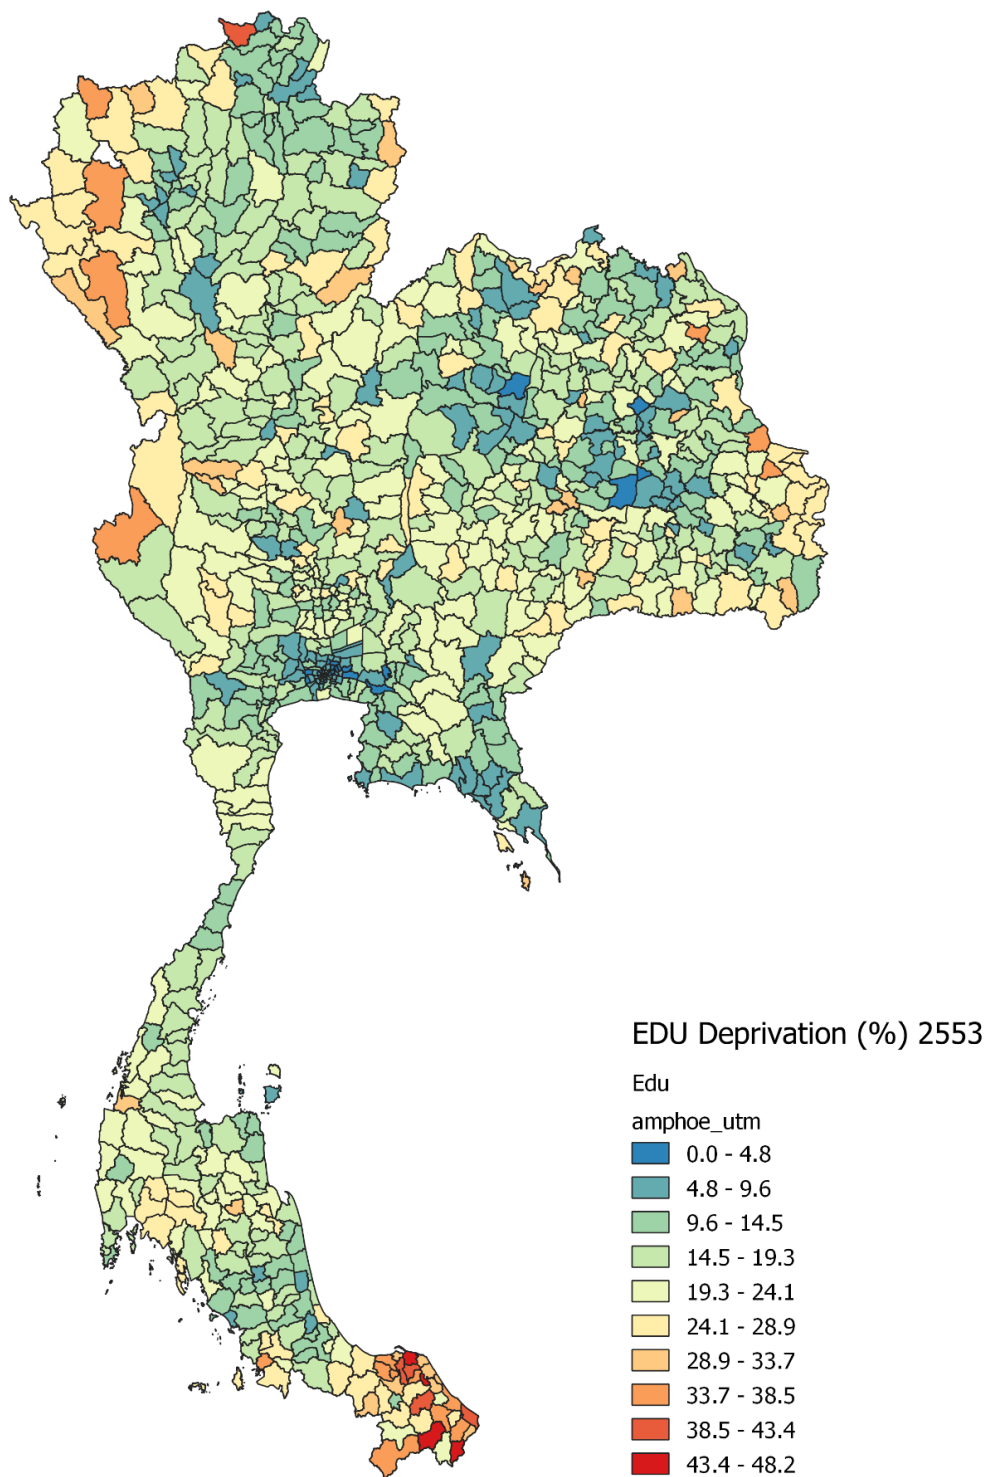 EDU Deprivation (%) 2553
Edu
amphoe_utm
0.0 - 4.8
4.8 - 9.6
9.6 - 14.5
14.5 - 19.3
19.3 - 24.1
24.1 - 28.9
28.9 - 33.7
33.7 - 38.5
38.5 - 43.4
43.4 - 48.2